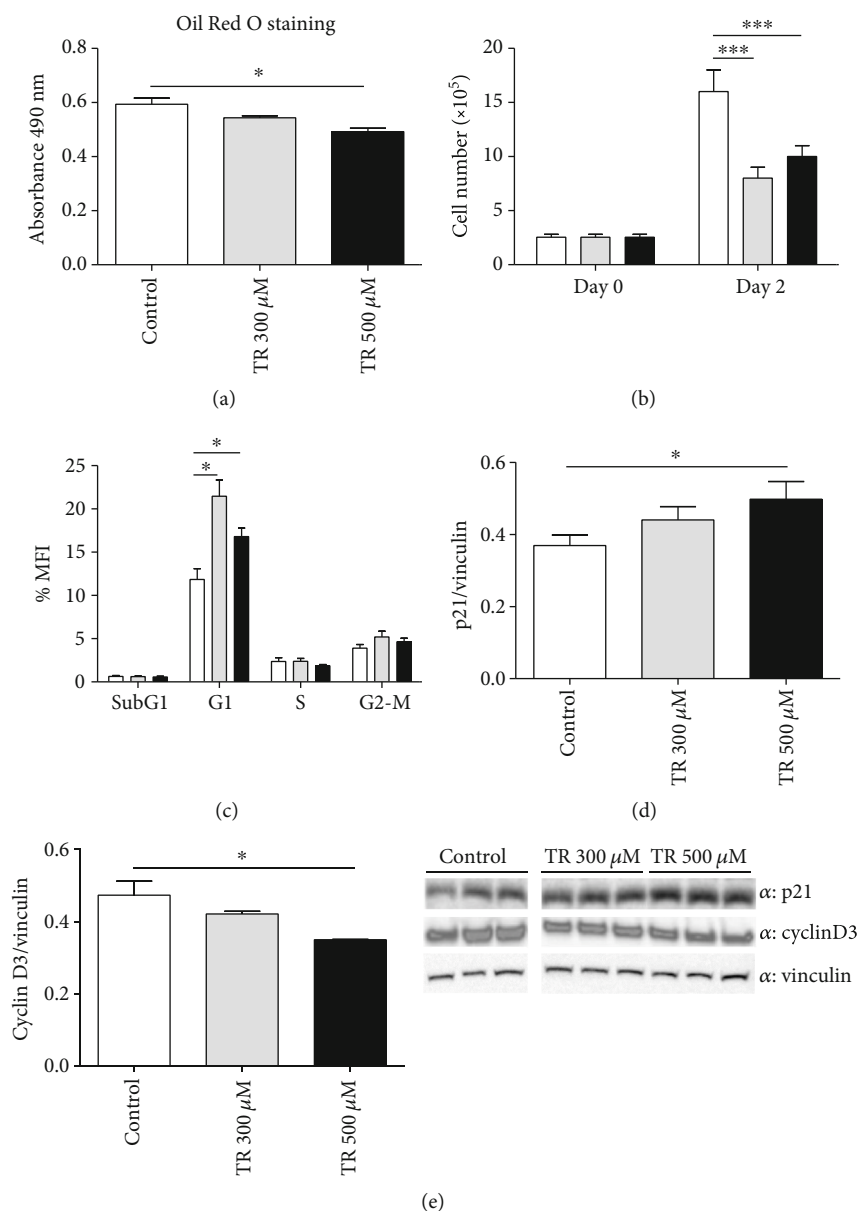 Oil Red O staining
*
Absorbance 490 nm
0.8
0.6
0.4
0.2
0.0
Control
TR 300 μM
TR 500 μM
(a)
***
***
Cell number (×10⁵)
20
15
10
5
0
Day 0
Day 2
(b)
*
*
% MFI
25
20
15
10
5
0
SubG1
G1
S
G2-M
(c)
*
p21/vinculin
0.6
0.4
0.2
0.0
Control
TR 300 μM
TR 500 μM
(d)
*
Cyclin D3/vinculin
0.6
0.4
0.2
0.0
Control
TR 300 μM
TR 500 μM
Control TR 300 μM TR 500 μM
α: p21
α: cyclinD3
α: vinculin
(e)